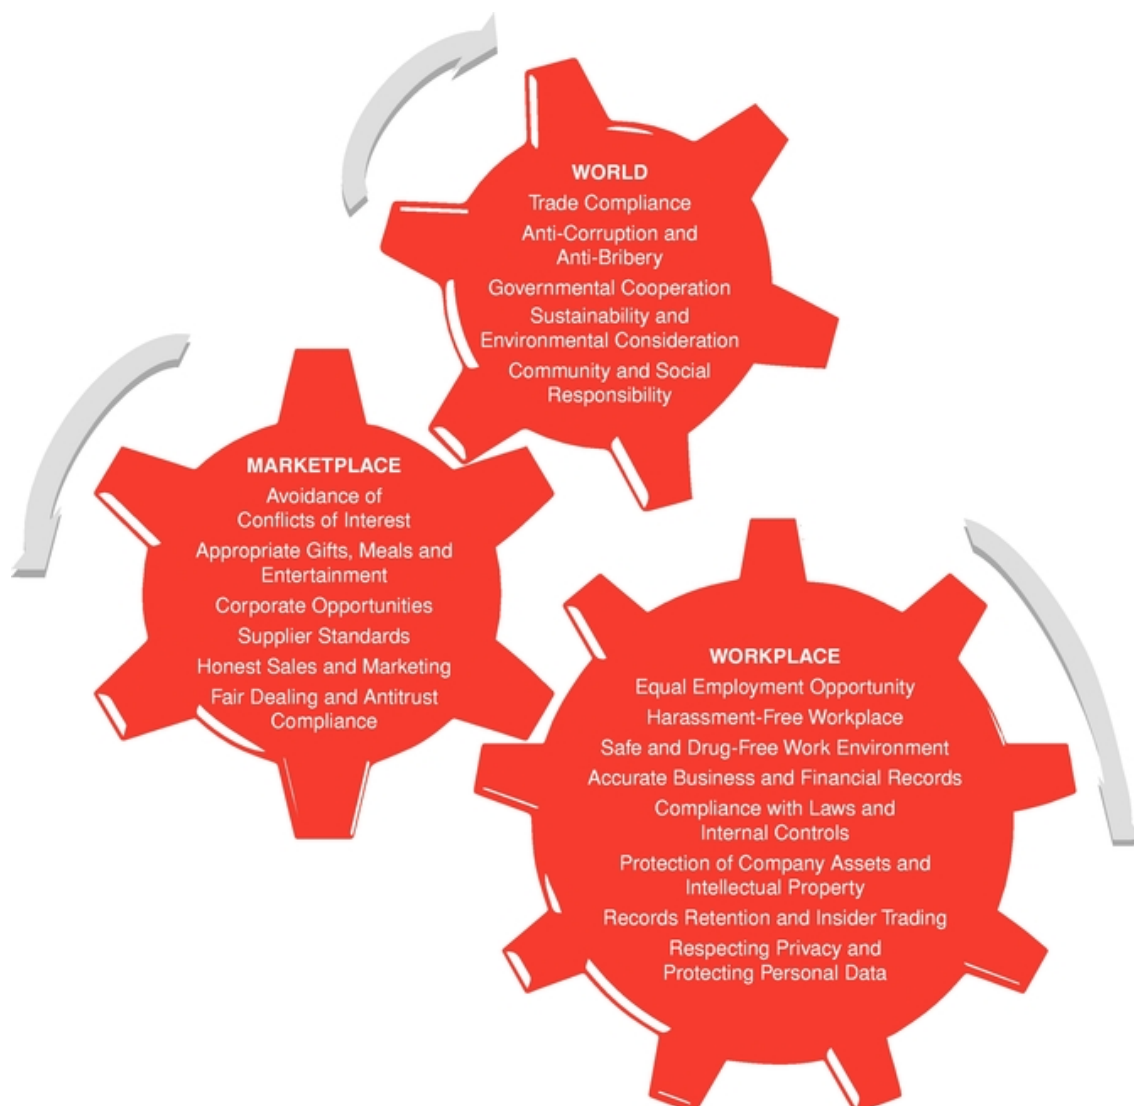 WORLD
Trade Compliance
Anti-Corruption and
Anti-Bribery
Governmental Cooperation
Sustainability and
Environmental Consideration
Community and Social
Responsibility
MARKETPLACE
Avoidance of
Conflicts of Interest
Appropriate Gifts, Meals and
Entertainment
Corporate Opportunities
Supplier Standards
Honest Sales and Marketing
Fair Dealing and Antitrust
Compliance
WORKPLACE
Equal Employment Opportunity
Harassment-Free Workplace
Safe and Drug-Free Work Environment
Accurate Business and Financial Records
Compliance with Laws and
Internal Controls
Protection of Company Assets and
Intellectual Property
Records Retention and Insider Trading
Respecting Privacy and
Protecting Personal Data